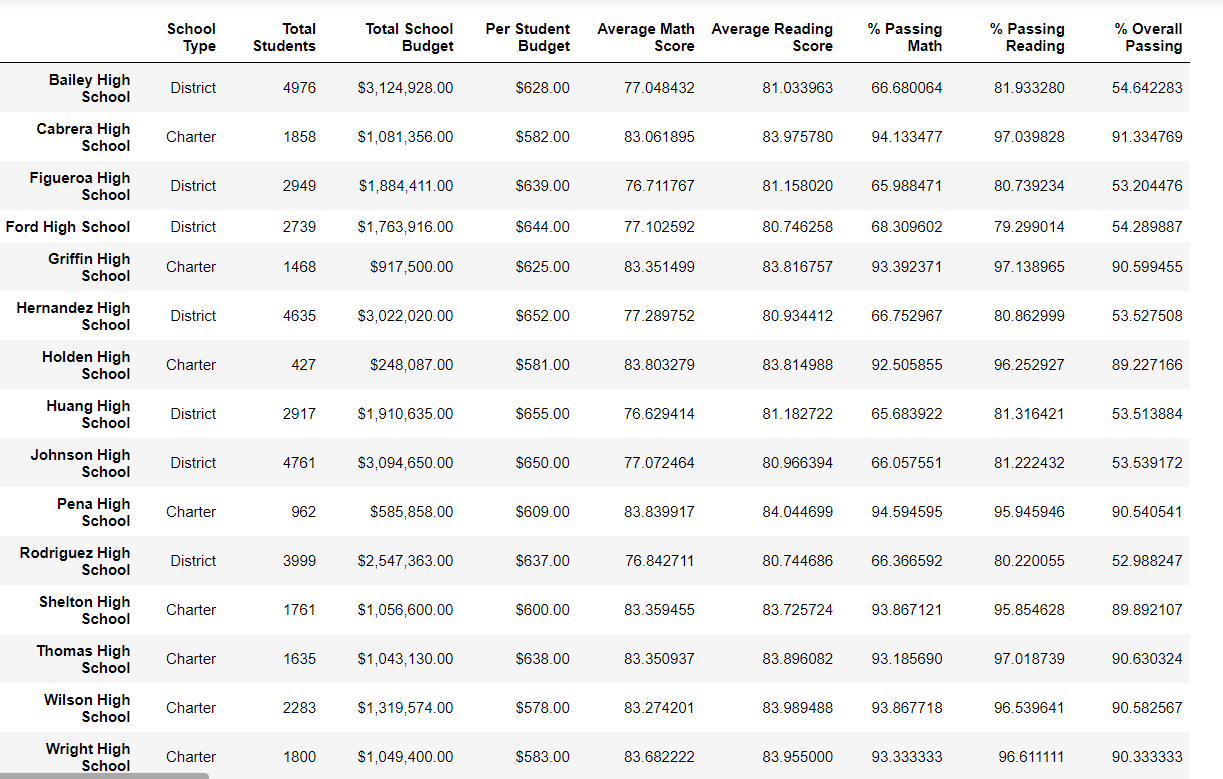 School Type Total Students Total School Budget Per Student Budget Average Math Score Average Reading Score % Passing Math % Passing Reading % Overall Passing
Bailey High School District 4976 $3,124,928.00 $628.00 77.048432 81.033963 66.680064 81.933280 54.642283
Cabrera High School Charter 1858 $1,081,356.00 $582.00 83.061895 83.975780 94.133477 97.039828 91.334769
Figueroa High School District 2949 $1,884,411.00 $639.00 76.711767 81.158020 65.988471 80.739234 53.204476
Ford High School District 2739 $1,763,916.00 $644.00 77.102592 80.746258 68.309602 79.299014 54.289887
Griffin High School Charter 1468 $917,500.00 $625.00 83.351499 83.816757 93.392371 97.138965 90.599455
Hernandez High School District 4635 $3,022,020.00 $652.00 77.289752 80.934412 66.752967 80.862999 53.527508
Holden High School Charter 427 $248,087.00 $581.00 83.803279 83.814988 92.505855 96.252927 89.227166
Huang High School District 2917 $1,910,635.00 $655.00 76.629414 81.182722 65.683922 81.316421 53.513884
Johnson High School District 4761 $3,094,650.00 $650.00 77.072464 80.966394 66.057551 81.222432 53.539172
Pena High School Charter 962 $585,858.00 $609.00 83.839917 84.044699 94.594595 95.945946 90.540541
Rodriguez High School District 3999 $2,547,363.00 $637.00 76.842711 80.744686 66.366592 80.220055 52.988247
Shelton High School Charter 1761 $1,056,600.00 $600.00 83.359455 83.725724 93.867121 95.854628 89.892107
Thomas High School Charter 1635 $1,043,130.00 $638.00 83.350937 83.896082 93.185690 97.018739 90.630324
Wilson High School Charter 2283 $1,319,574.00 $578.00 83.274201 83.989488 93.867718 96.539641 90.582567
Wright High School Charter 1800 $1,049,400.00 $583.00 83.682222 83.955000 93.333333 96.611111 90.333333